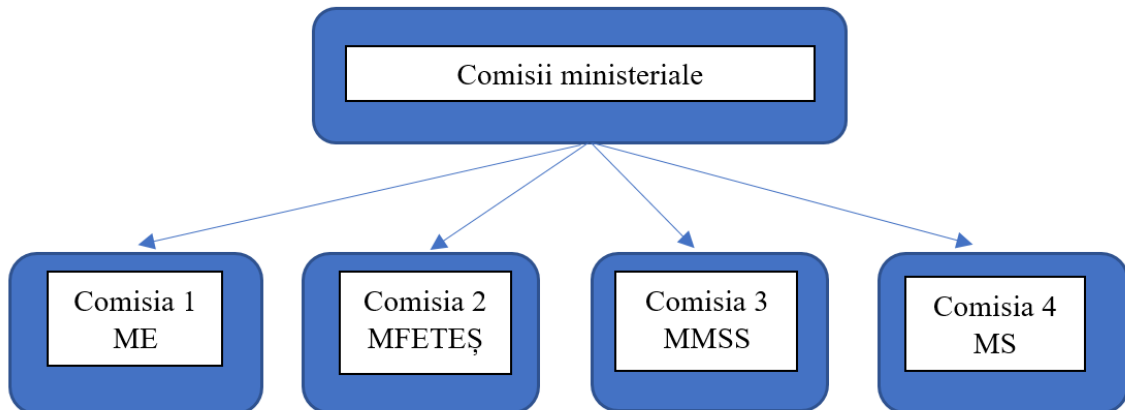 Comisii ministeriale
Comisia 1
ME
Comisia 2
MFETEȘ
Comisia 3
MMSS
Comisia 4
MS